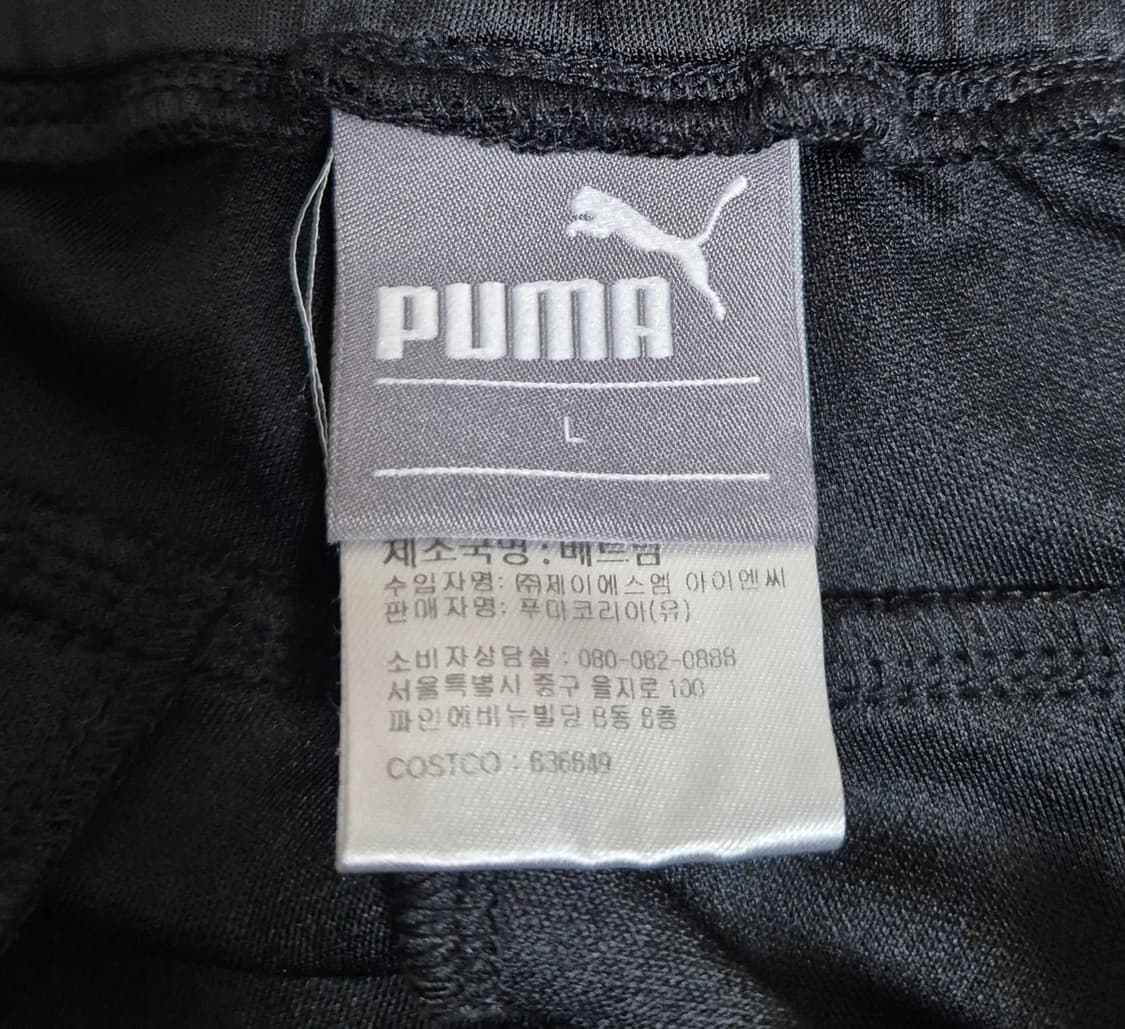 PUMA
L
제조국명 : 베트남
수입자명: ㈜제이에스엠 아이엔씨
판매자명: 푸마코리아(유)
소비자상담실 : 080-082-0888
서울특별시 중구 을지로 100
파인에비뉴빌딩 B동 6층
COSTCO : 636649